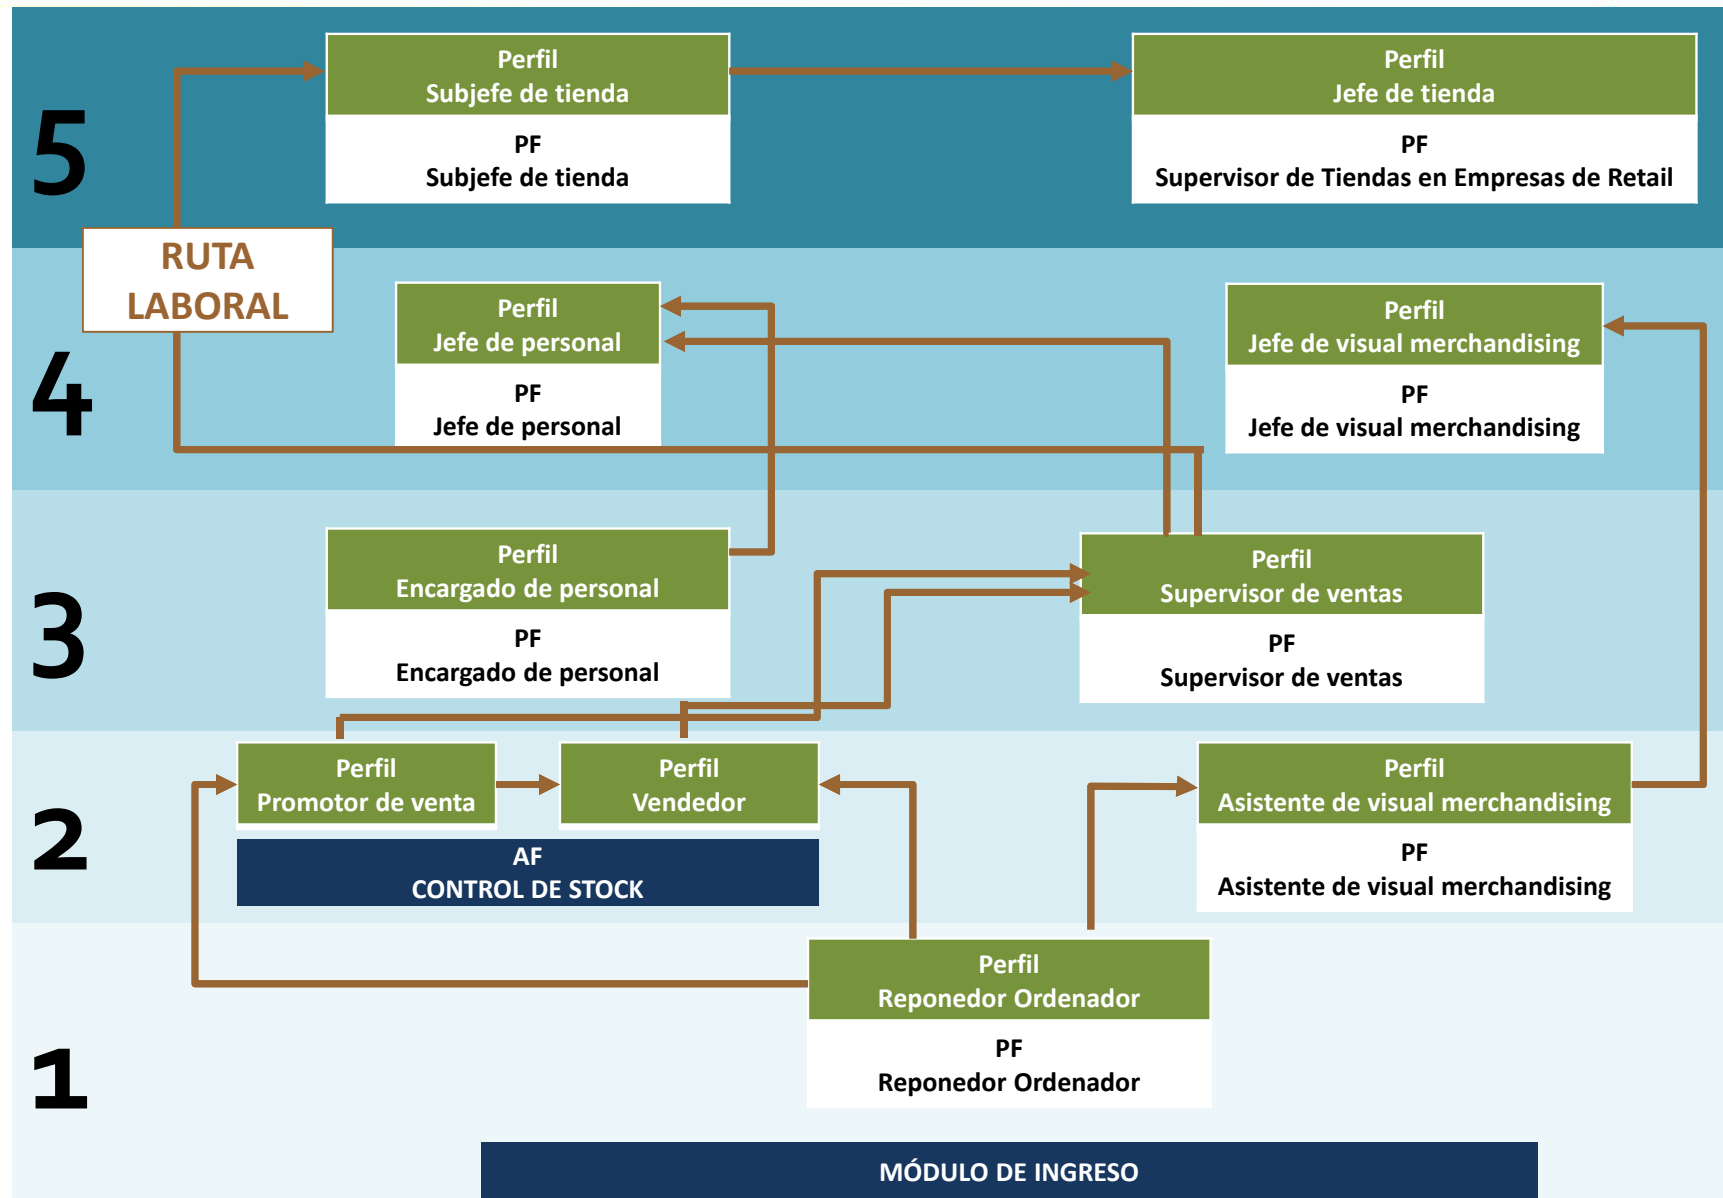 5
Perfil
Subjefe de tienda
PF
Subjefe de tienda
Perfil
Jefe de tienda
PF
Supervisor de Tiendas en Empresas de Retail
RUTA
LABORAL
4
Perfil
Jefe de personal
PF
Jefe de personal
Perfil
Jefe de visual merchandising
PF
Jefe de visual merchandising
3
Perfil
Encargado de personal
PF
Encargado de personal
Perfil
Supervisor de ventas
PF
Supervisor de ventas
2
Perfil
Promotor de venta
Perfil
Vendedor
AF
CONTROL DE STOCK
Perfil
Asistente de visual merchandising
PF
Asistente de visual merchandising
1
Perfil
Reponedor Ordenador
PF
Reponedor Ordenador
MÓDULO DE INGRESO